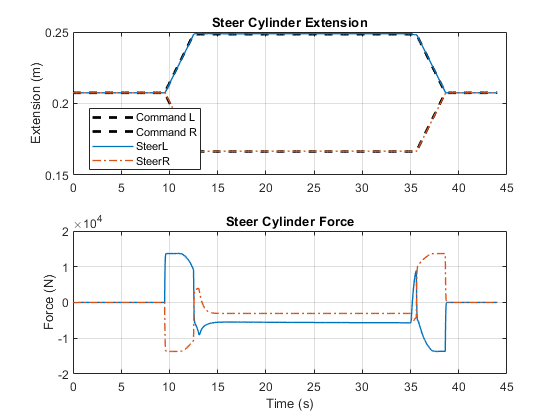 Steer Cylinder Extension
Extension (m)
0.25
0.2
0.15
Command L
Command R
SteerL
SteerR
0 5 10 15 20 25 30 35 40 45
Steer Cylinder Force
×10^4
Force (N)
2
1
0
-1
-2
0 5 10 15 20 25 30 35 40 45
Time (s)